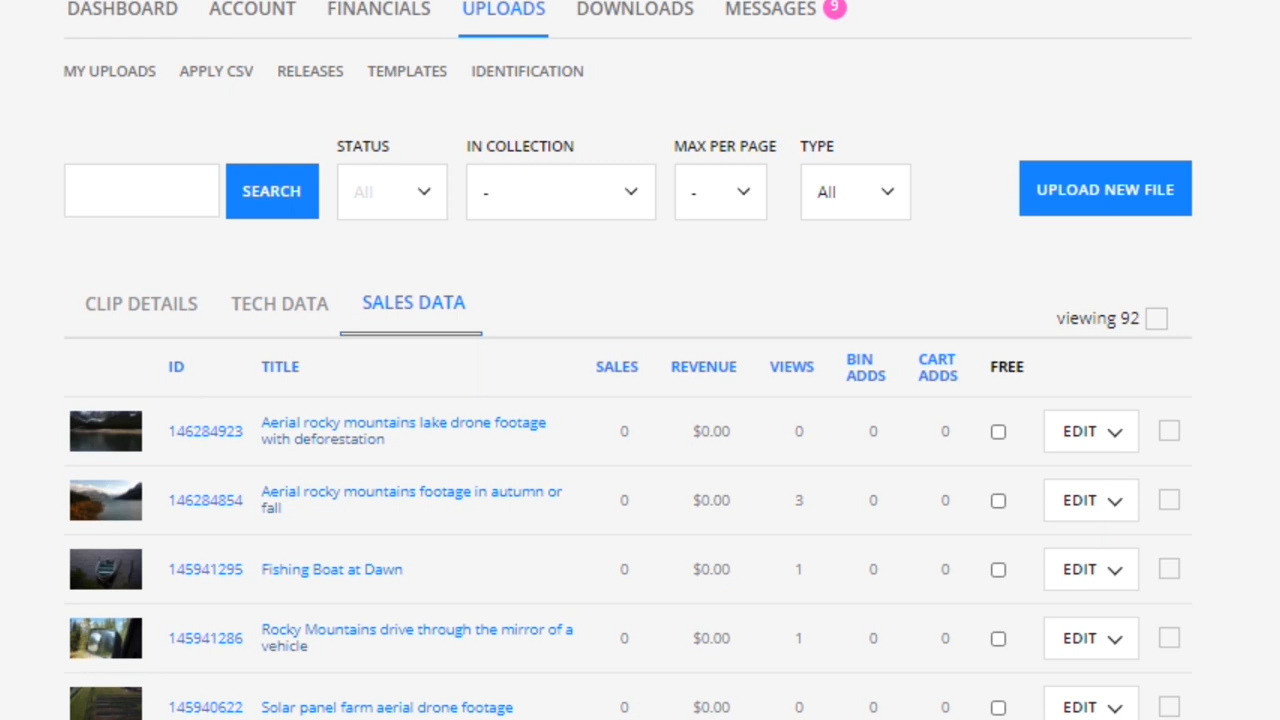 DASHBOARD ACCOUNT FINANCIALS UPLOADS DOWNLOADS MESSAGES 9
MY UPLOADS APPLY CSV RELEASES TEMPLATES IDENTIFICATION
STATUS IN COLLECTION MAX PER PAGE TYPE
SEARCH All - - All UPLOAD NEW FILE
CLIP DETAILS TECH DATA SALES DATA
viewing 92
ID TITLE SALES REVENUE VIEWS BIN ADDS CART ADDS FREE
146284923 Aerial rocky mountains lake drone footage 0 $0.00 0 0 0 EDIT
with deforestation
146284854 Aerial rocky mountains footage in autumn or 0 $0.00 3 0 0 EDIT
fall
145941295 Fishing Boat at Dawn 0 $0.00 1 0 0 EDIT
145941286 Rocky Mountains drive through the mirror of a 0 $0.00 1 0 0 EDIT
vehicle
145940622 Solar panel farm aerial drone footage 0 $0.00 0 0 0 EDIT